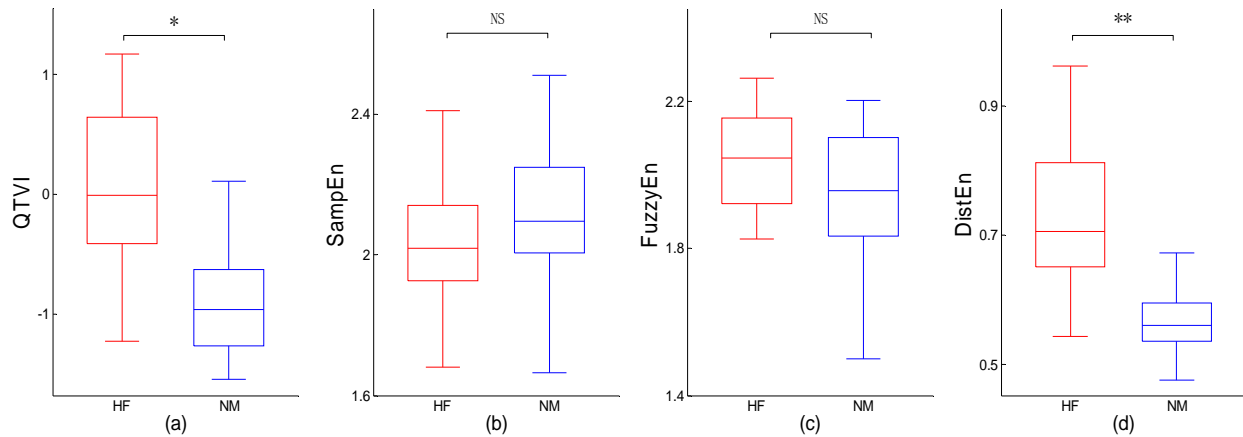 *
QTVI
1
0
-1
HF
NM
(a)
NS
SampEn
2.4
2
1.6
HF
NM
(b)
NS
FuzzyEn
2.2
1.8
1.4
HF
NM
(c)
**
DistEn
0.9
0.7
0.5
HF
NM
(d)